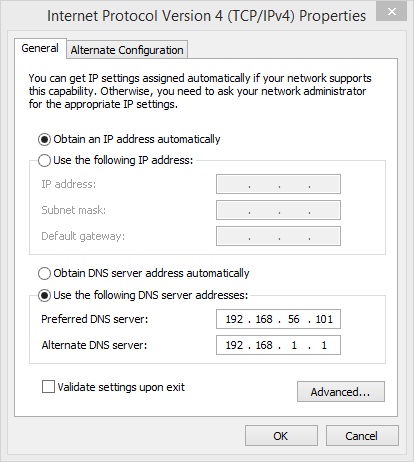 Internet Protocol Version 4 (TCP/IPv4) Properties
General
Alternate Configuration
You can get IP settings assigned automatically if your network supports
this capability. Otherwise, you need to ask your network administrator
for the appropriate IP settings.
Obtain an IP address automatically
Use the following IP address:
IP address: . . .
Subnet mask: . . .
Default gateway: . . .
Obtain DNS server address automatically
Use the following DNS server addresses:
Preferred DNS server: 192 . 168 . 56 . 101
Alternate DNS server: 192 . 168 . 1 . 1
Validate settings upon exit
Advanced...
OK Cancel